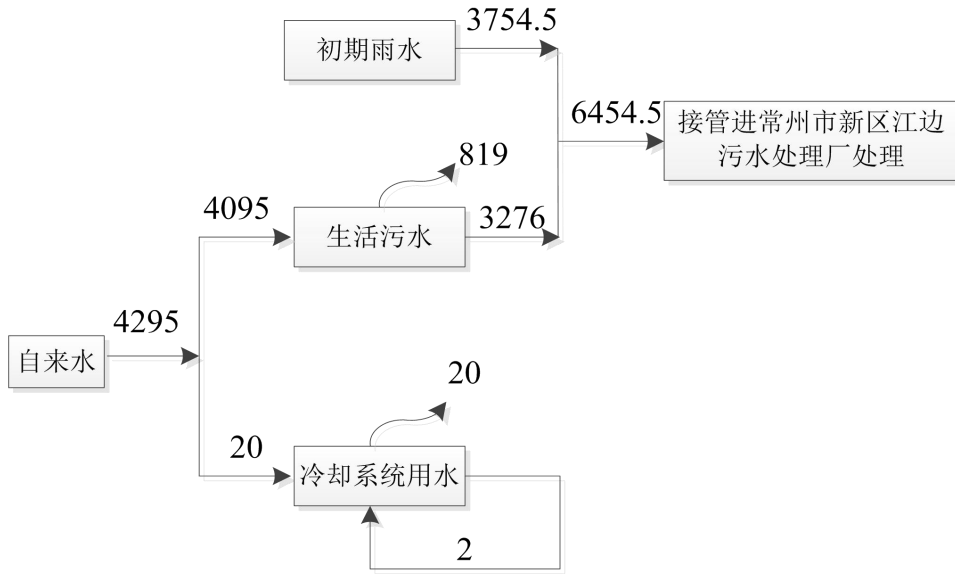 初期雨水
3754.5
6454.5
接管进常州市新区江边
污水处理厂处理
819
4095
生活污水
3276
4295
自来水
20
20
冷却系统用水
2